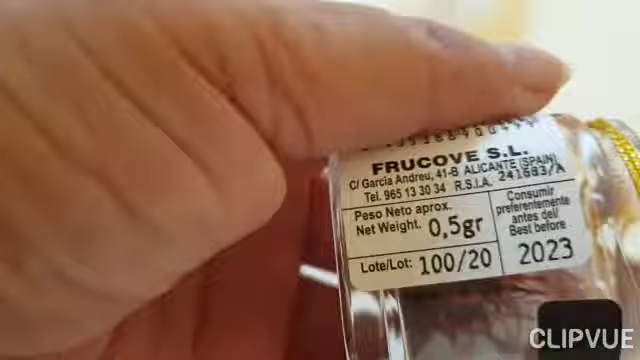 FRUCOVE S.L.
C/ García Andreu, 41-B ALICANTE (SPAIN)
Tel. 965 13 30 34 R.S.I.A. 241683/A
Peso Neto aprox.
Net Weight. 0,5gr
Consumir
preferentemente
antes del/
Best before
2023
Lote/Lot: 100/20
CLIPVUE